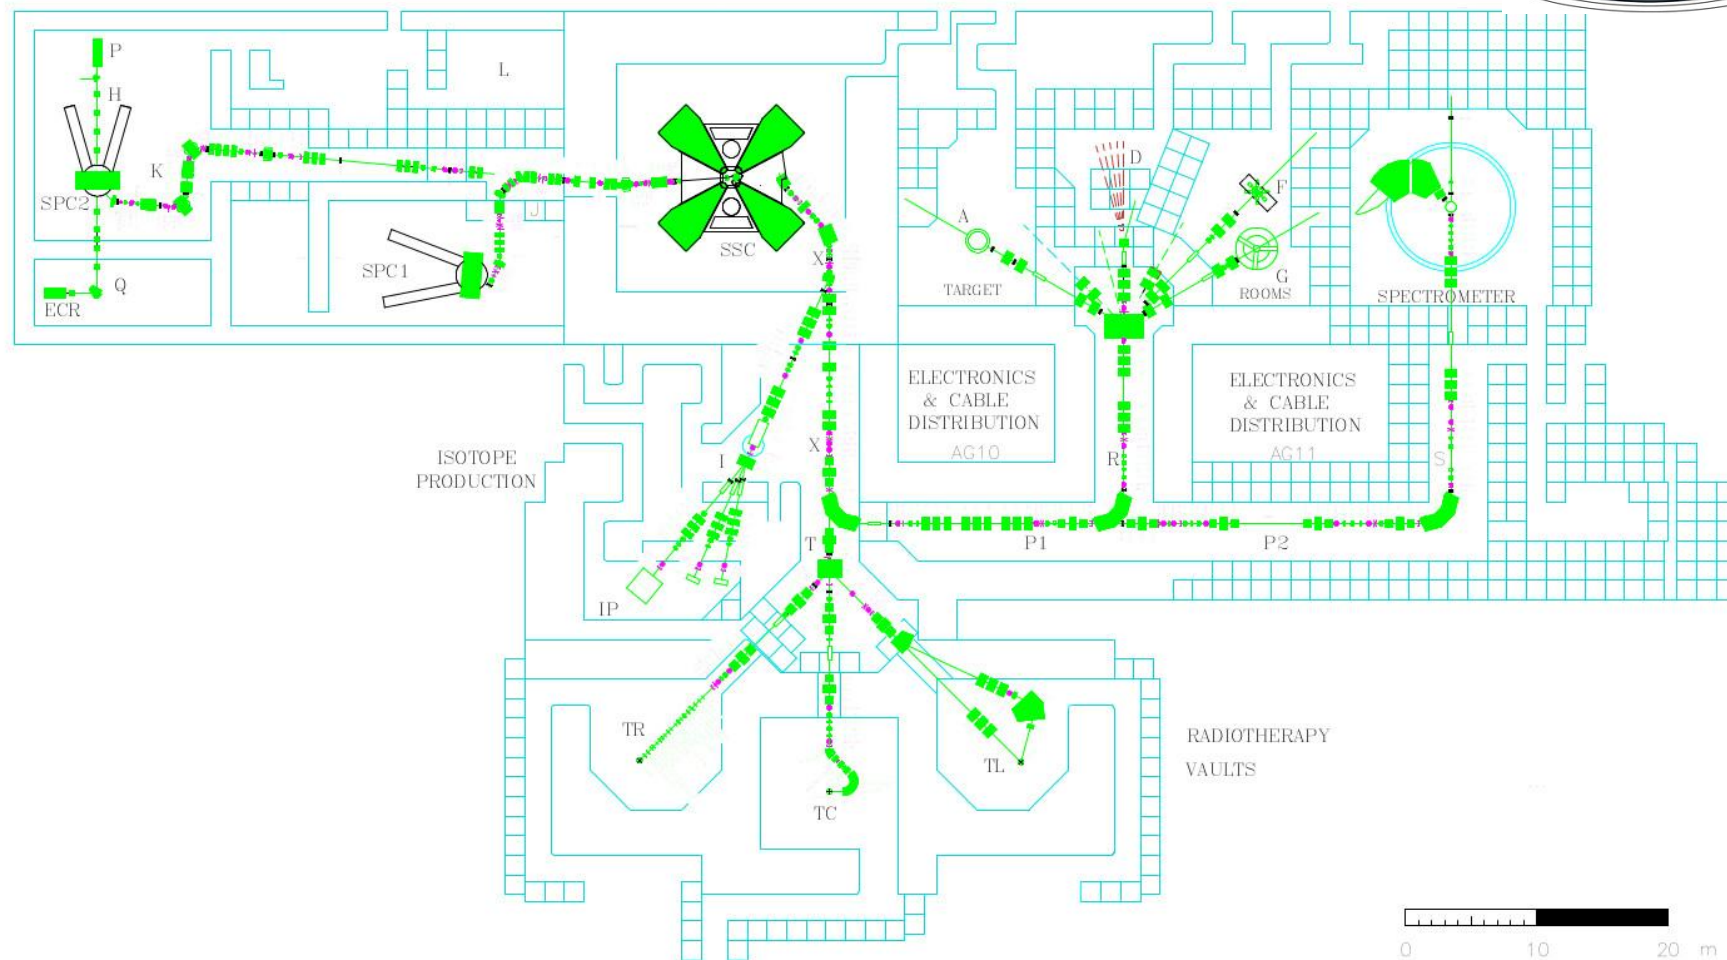 P
H
L
K
SPC2
J
SPC1
Q
ECR
SSC
X
A
D
F
G
TARGET
ROOMS
SPECTROMETER
ELECTRONICS
& CABLE
DISTRIBUTION
AG10
ELECTRONICS
& CABLE
DISTRIBUTION
AG11
X
R
S
ISOTOPE
PRODUCTION
I
T
P1
P2
IP
TR
TC
TL
RADIOTHERAPY
VAULTS
0 10 20 m